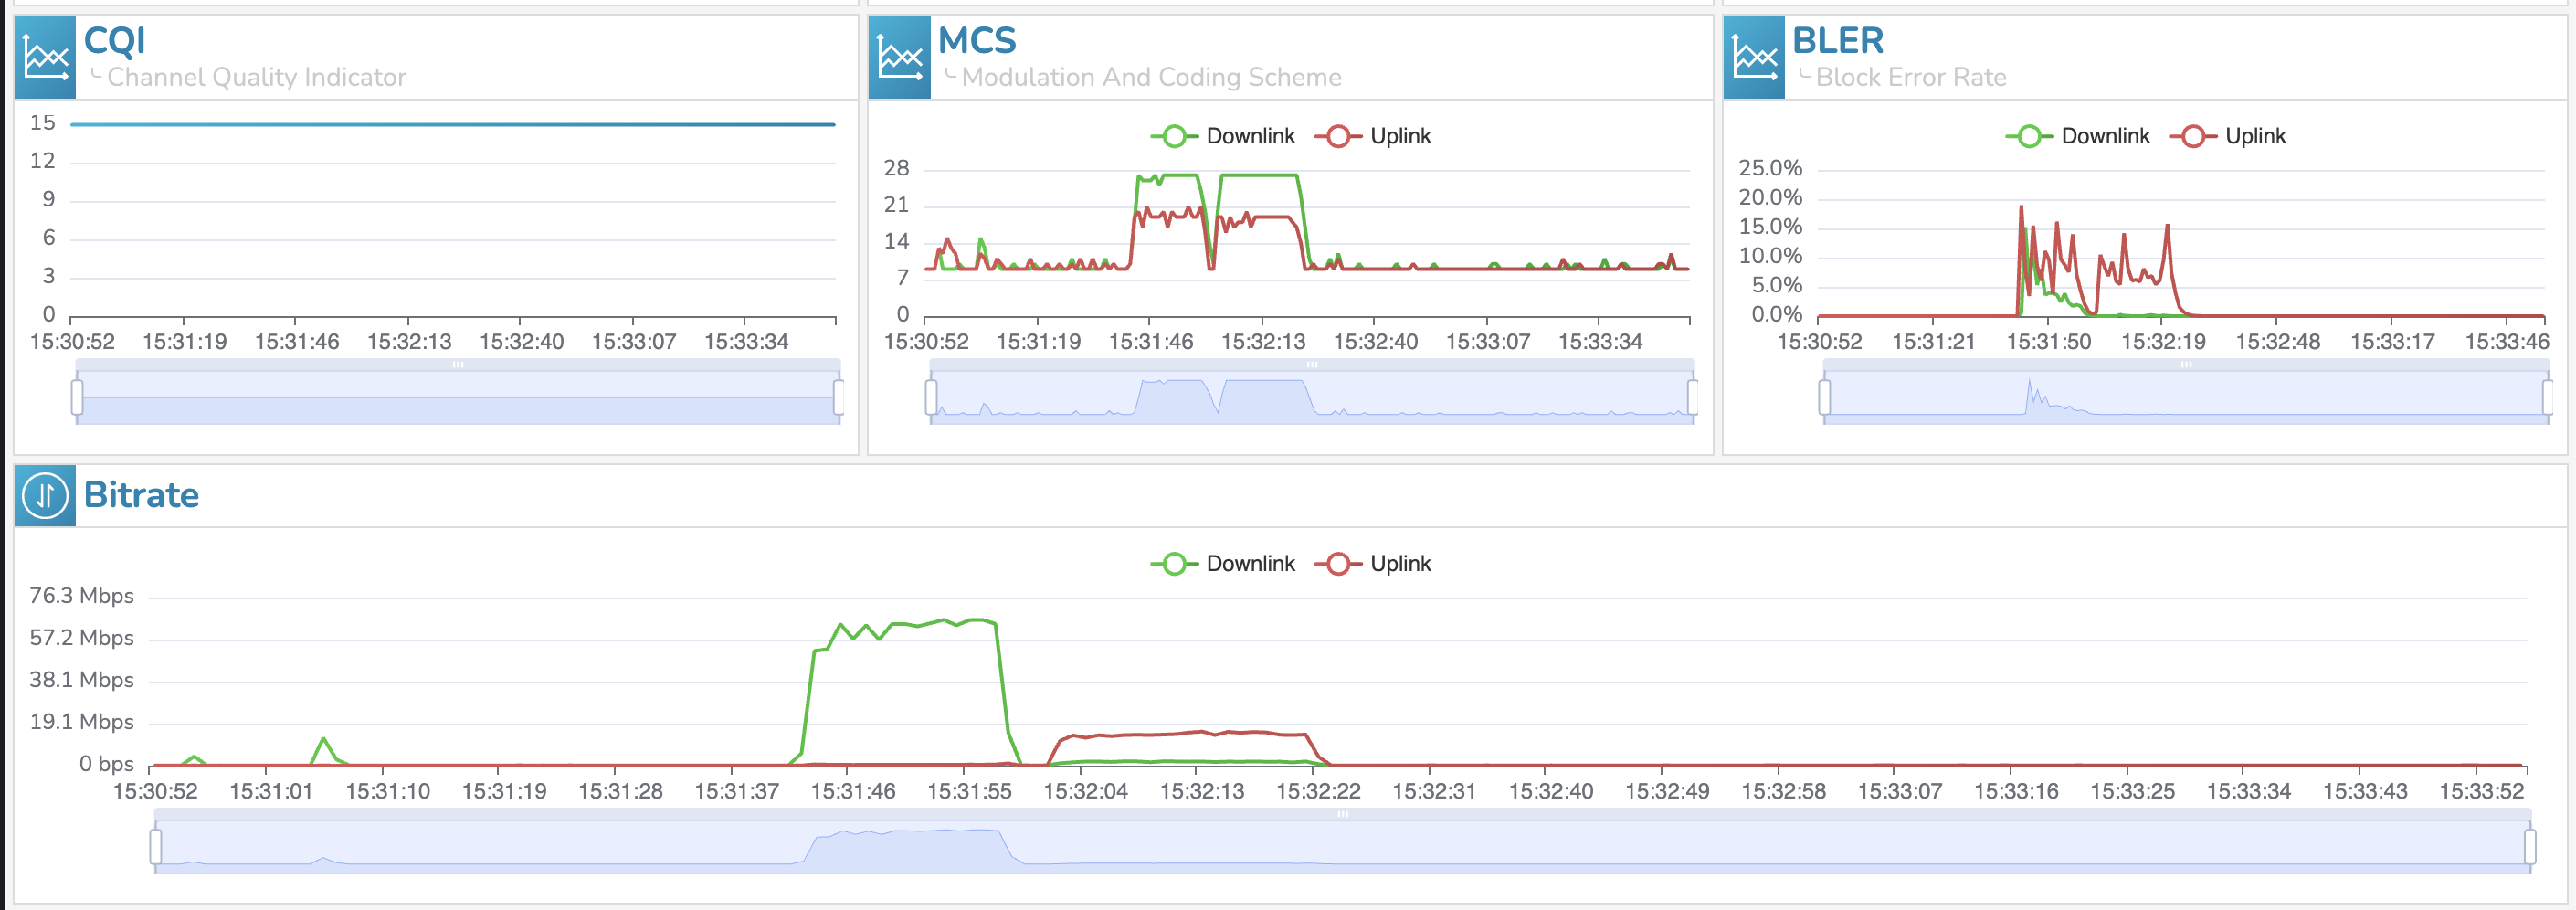 CQI
Channel Quality Indicator
15
12
9
6
3
0
15:30:52 15:31:19 15:31:46 15:32:13 15:32:40 15:33:07 15:33:34
MCS
Modulation And Coding Scheme
Downlink Uplink
28
21
14
7
0
15:30:52 15:31:19 15:31:46 15:32:13 15:32:40 15:33:07 15:33:34
BLER
Block Error Rate
Downlink Uplink
25.0%
20.0%
15.0%
10.0%
5.0%
0.0%
15:30:52 15:31:21 15:31:50 15:32:19 15:32:48 15:33:17 15:33:46
Bitrate
Downlink Uplink
76.3 Mbps
57.2 Mbps
38.1 Mbps
19.1 Mbps
0 bps
15:30:52 15:31:01 15:31:10 15:31:19 15:31:28 15:31:37 15:31:46 15:31:55 15:32:04 15:32:13 15:32:22 15:32:31 15:32:40 15:32:49 15:32:58 15:33:07 15:33:16 15:33:25 15:33:34 15:33:43 15:33:52